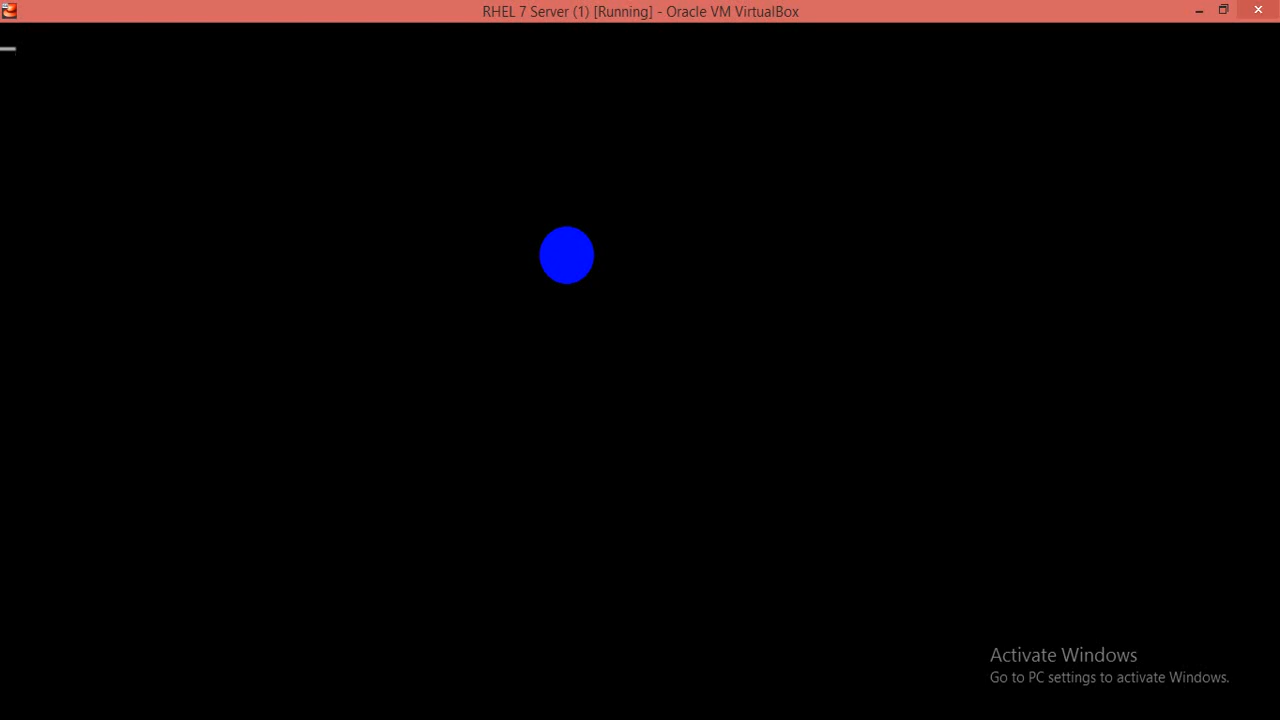 RHEL 7 Server (1) [Running] - Oracle VM VirtualBox
Activate Windows
Go to PC settings to activate Windows.